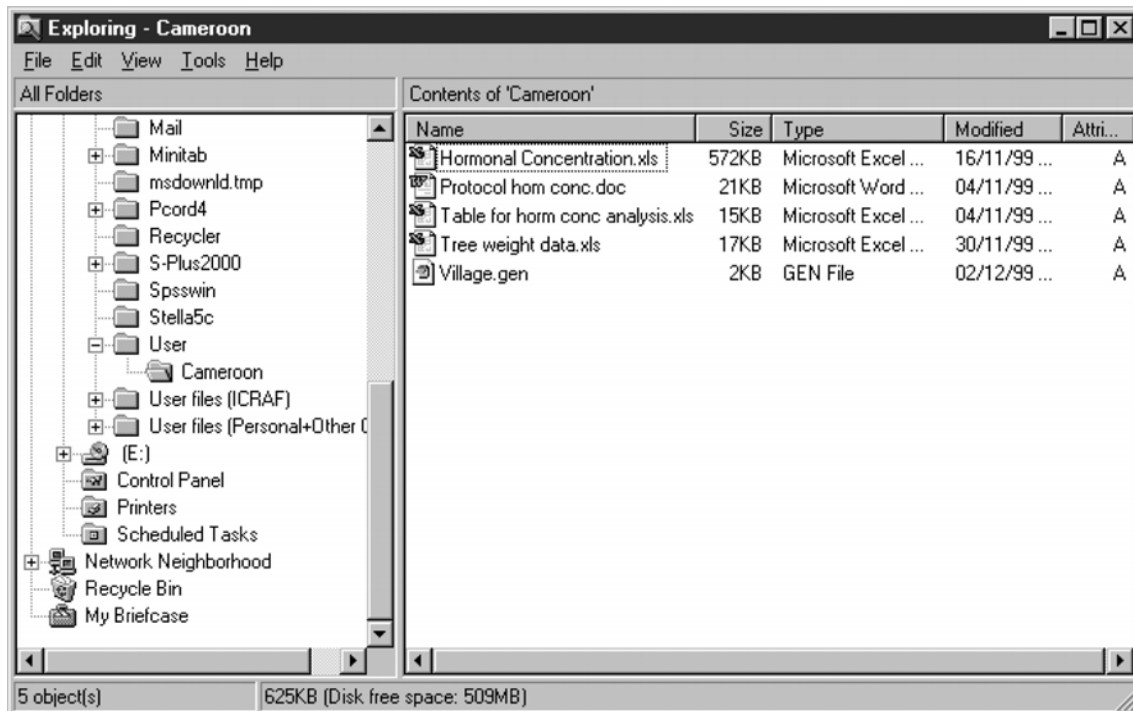 Exploring - Cameroon
File Edit View Tools Help
All Folders
Contents of 'Cameroon'
Mail
Minitab
msdownld.tmp
Pcord4
Recycler
S-Plus2000
Spsswin
Stella5c
User
Cameroon
User files (ICRAF)
User files (Personal+Other
(E:)
Control Panel
Printers
Scheduled Tasks
Network Neighborhood
Recycle Bin
My Briefcase
Name Size Type Modified Attri...
Hormonal Concentration.xls 572KB Microsoft Excel ... 16/11/99 ... A
Protocol hom conc.doc 21KB Microsoft Word ... 04/11/99 ... A
Table for horm conc analysis.xls 15KB Microsoft Excel ... 04/11/99 ... A
Tree weight data.xls 17KB Microsoft Excel ... 30/11/99 ... A
Village.gen 2KB GEN File 02/12/99 ... A
5 object(s) 625KB (Disk free space: 509MB)